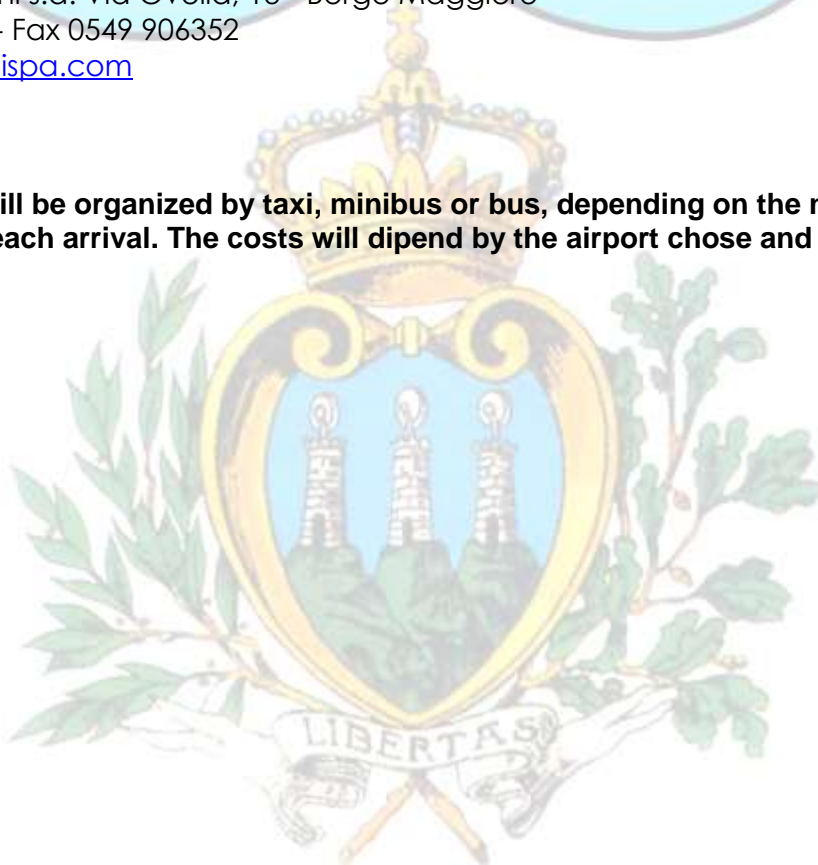 s.a. Via Ovella, 16 - Borgo Maggiore
- Fax 0549 906352
ispa.com
ill be organized by taxi, minibus or bus, depending on the
each arrival. The costs will dipend by the airport chose and
LIBERTAS